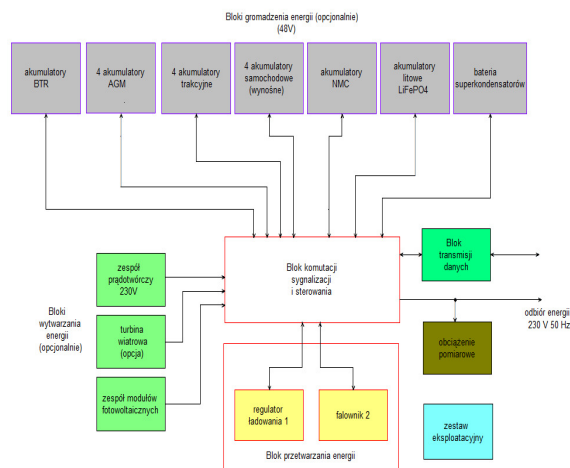 Bloki gromadzenia energii (opcjonalnie)
(48V)
akumulatory
BTR
4 akumulatory
AGM
.
4 akumulatory
trakcyjne
4 akumulatory
samochodowe
(wynośne)
akumulatory
NMC
akumulatory
litowe
LiFePO4
bateria
superkondensatorów
Blok komutacji
sygnalizacji
i sterowania
Blok
transmisji
danych
zespół
prądotwórczy
230V
Bloki
wytwarzania
energii
(opcjonalnie)
turbina
wiatrowa
(opcja)
zespół modułów
fotowoltaicznych
odbiór energii
230 V 50 Hz
obciążenie
pomiarowe
regulator
ładowania 1
falownik 2
Blok przetwarzania energii
zestaw
eksploatacyjny